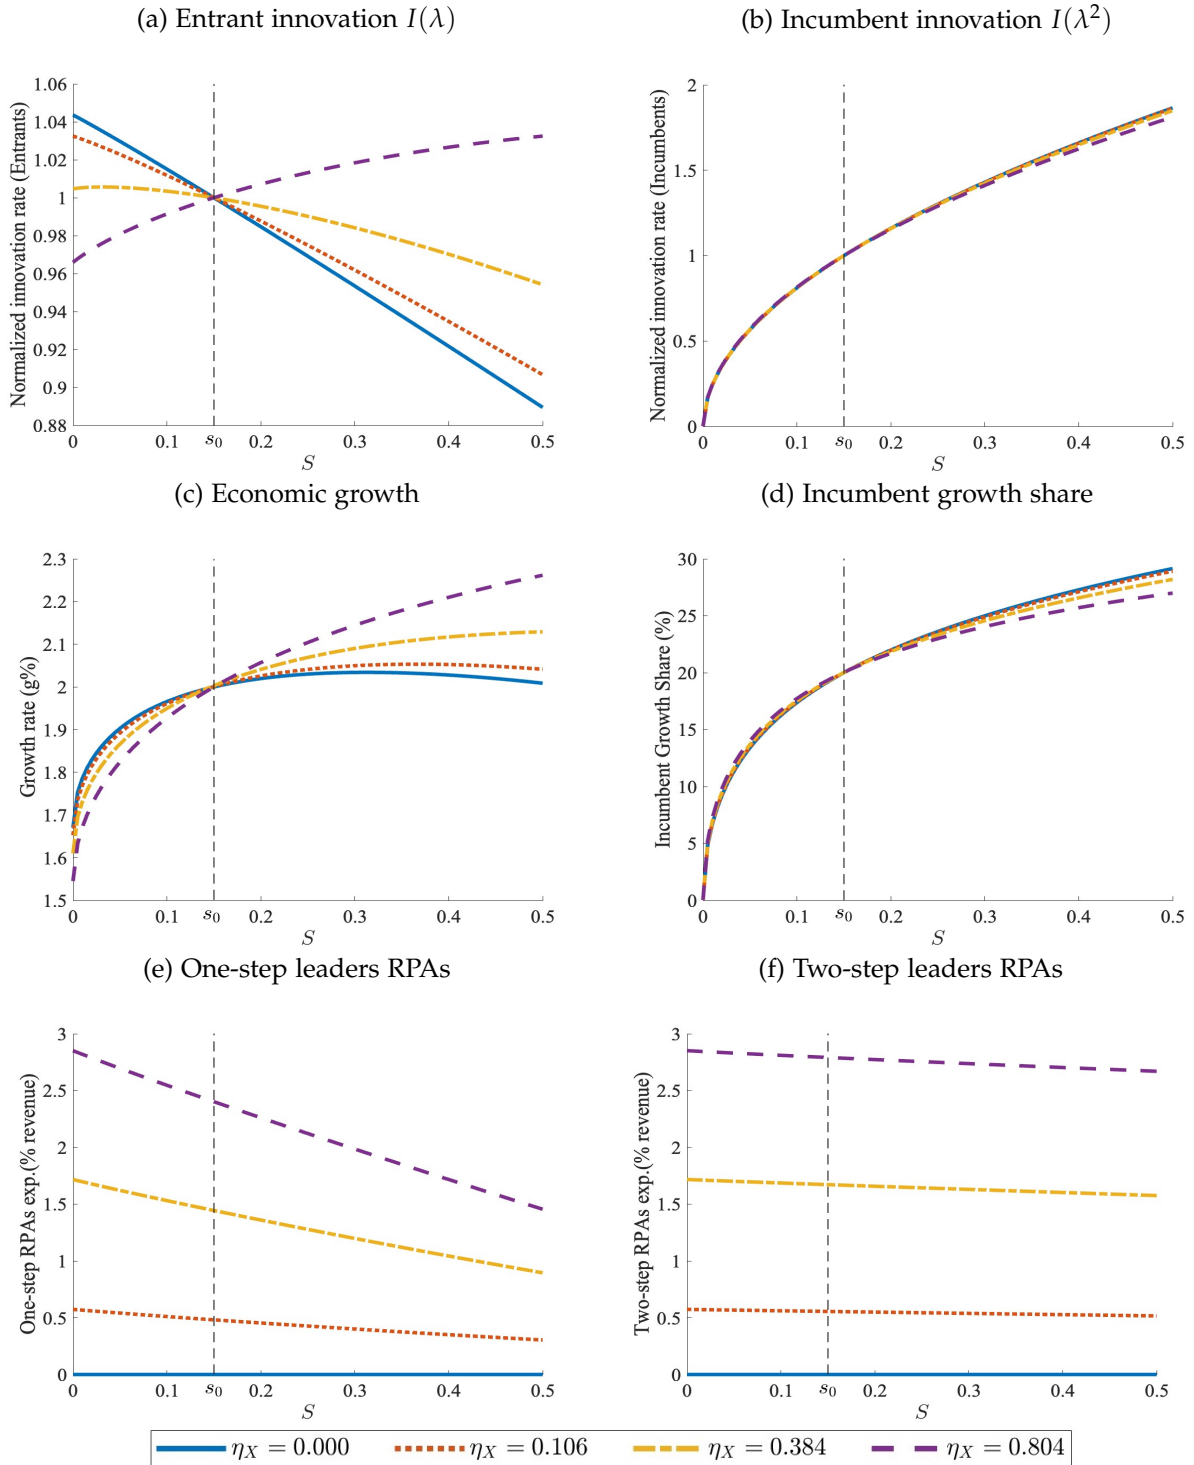 (a) Entrant innovation I(λ)
Normalized innovation rate (Entrants)
1.06
1.04
1.02
1
0.98
0.96
0.94
0.92
0.9
0.88
0 0.1 s₀ 0.2 0.3 0.4 0.5
S
(b) Incumbent innovation I(λ²)
Normalized innovation rate (Incumbents)
2
1.5
1
0.5
0
0 0.1 s₀ 0.2 0.3 0.4 0.5
S
(c) Economic growth
Growth rate (g%)
2.3
2.2
2.1
2
1.9
1.8
1.7
1.6
1.5
0 0.1 s₀ 0.2 0.3 0.4 0.5
S
(d) Incumbent growth share
Incumbent Growth Share (%)
30
25
20
15
10
5
0
0 0.1 s₀ 0.2 0.3 0.4 0.5
S
(e) One-step leaders RPAs
One-step RPAs exp.(% revenue)
3
2.5
2
1.5
1
0.5
0
0 0.1 s₀ 0.2 0.3 0.4 0.5
S
(f) Two-step leaders RPAs
Two-step RPAs exp.(% revenue)
3
2.5
2
1.5
1
0.5
0
0 0.1 s₀ 0.2 0.3 0.4 0.5
S
η_X = 0.000 η_X = 0.106 η_X = 0.384 η_X = 0.804